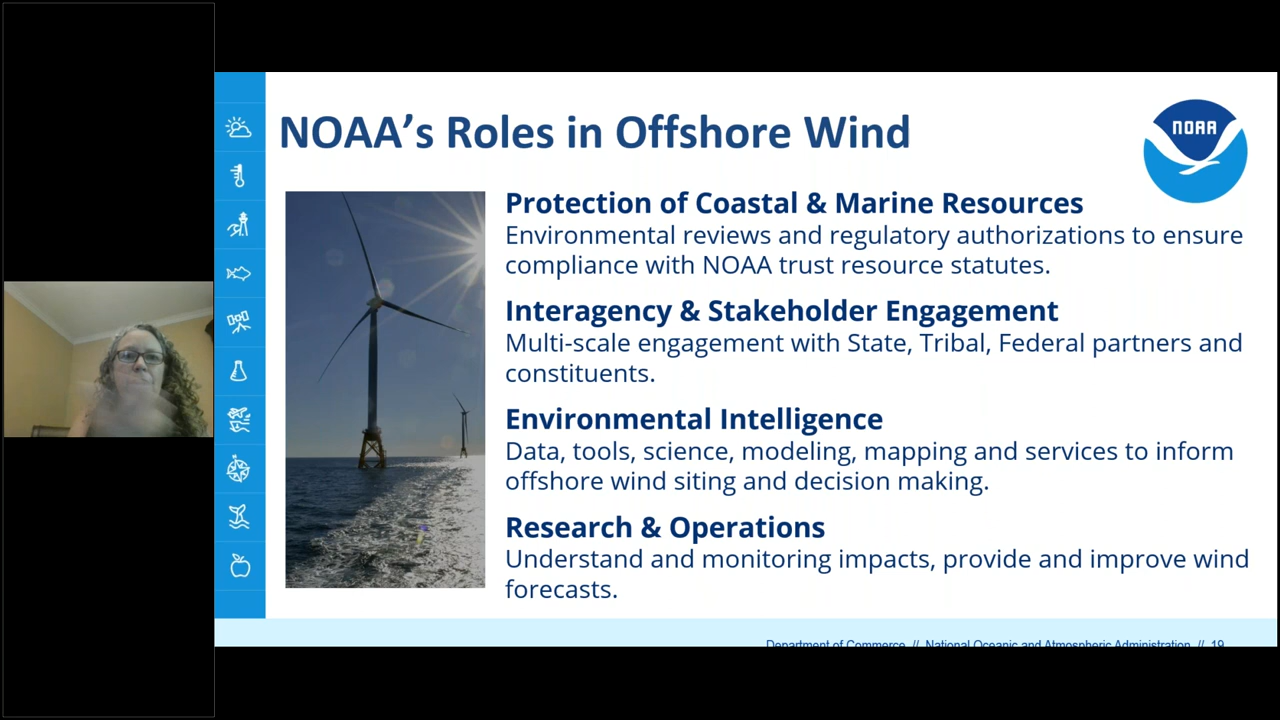 NOAA's Roles in Offshore Wind
NOAA
Protection of Coastal & Marine Resources
Environmental reviews and regulatory authorizations to ensure
compliance with NOAA trust resource statutes.
Interagency & Stakeholder Engagement
Multi-scale engagement with State, Tribal, Federal partners and
constituents.
Environmental Intelligence
Data, tools, science, modeling, mapping and services to inform
offshore wind siting and decision making.
Research & Operations
Understand and monitoring impacts, provide and improve wind
forecasts.
Department of Commerce // National Oceanic and Atmospheric Administration // 19